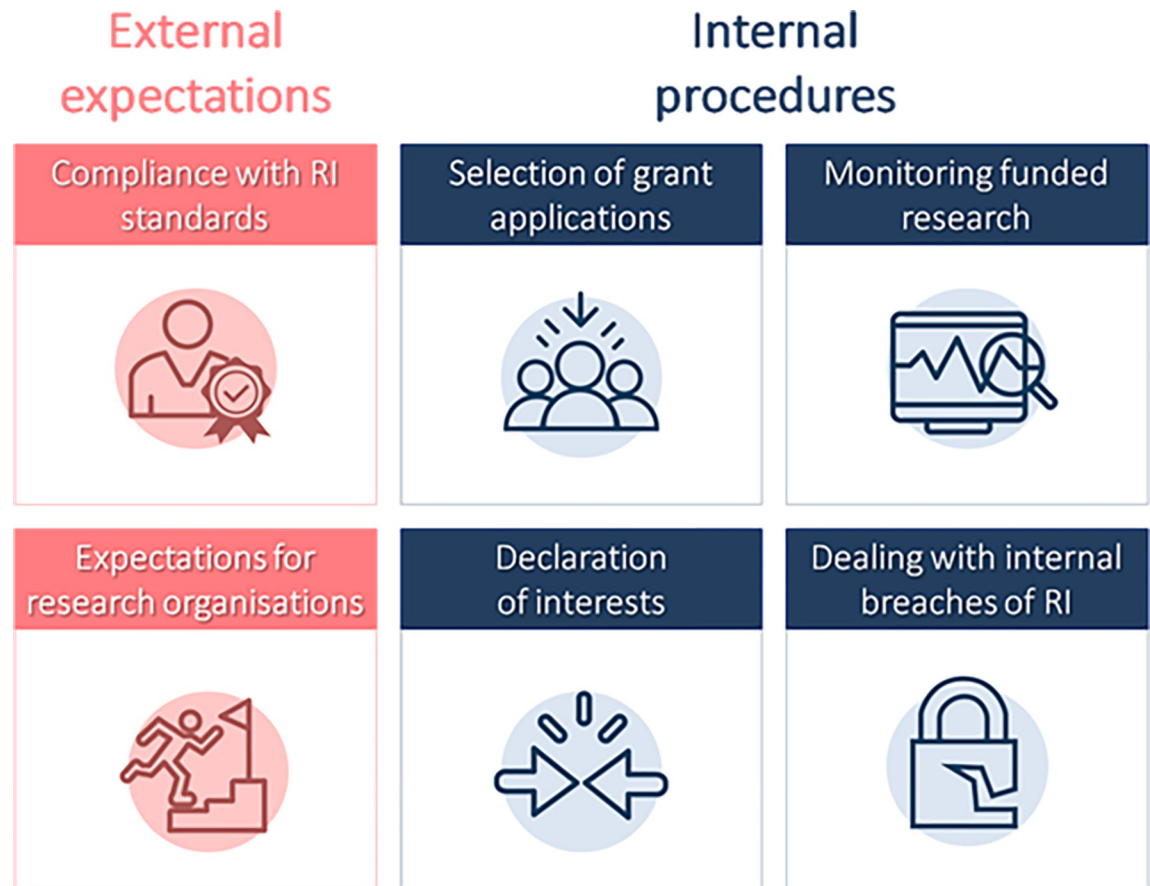 External
expectations
Internal
procedures
Compliance with RI
standards
Selection of grant
applications
Monitoring funded
research
Expectations for
research organisations
Declaration
of interests
Dealing with internal
breaches of RI